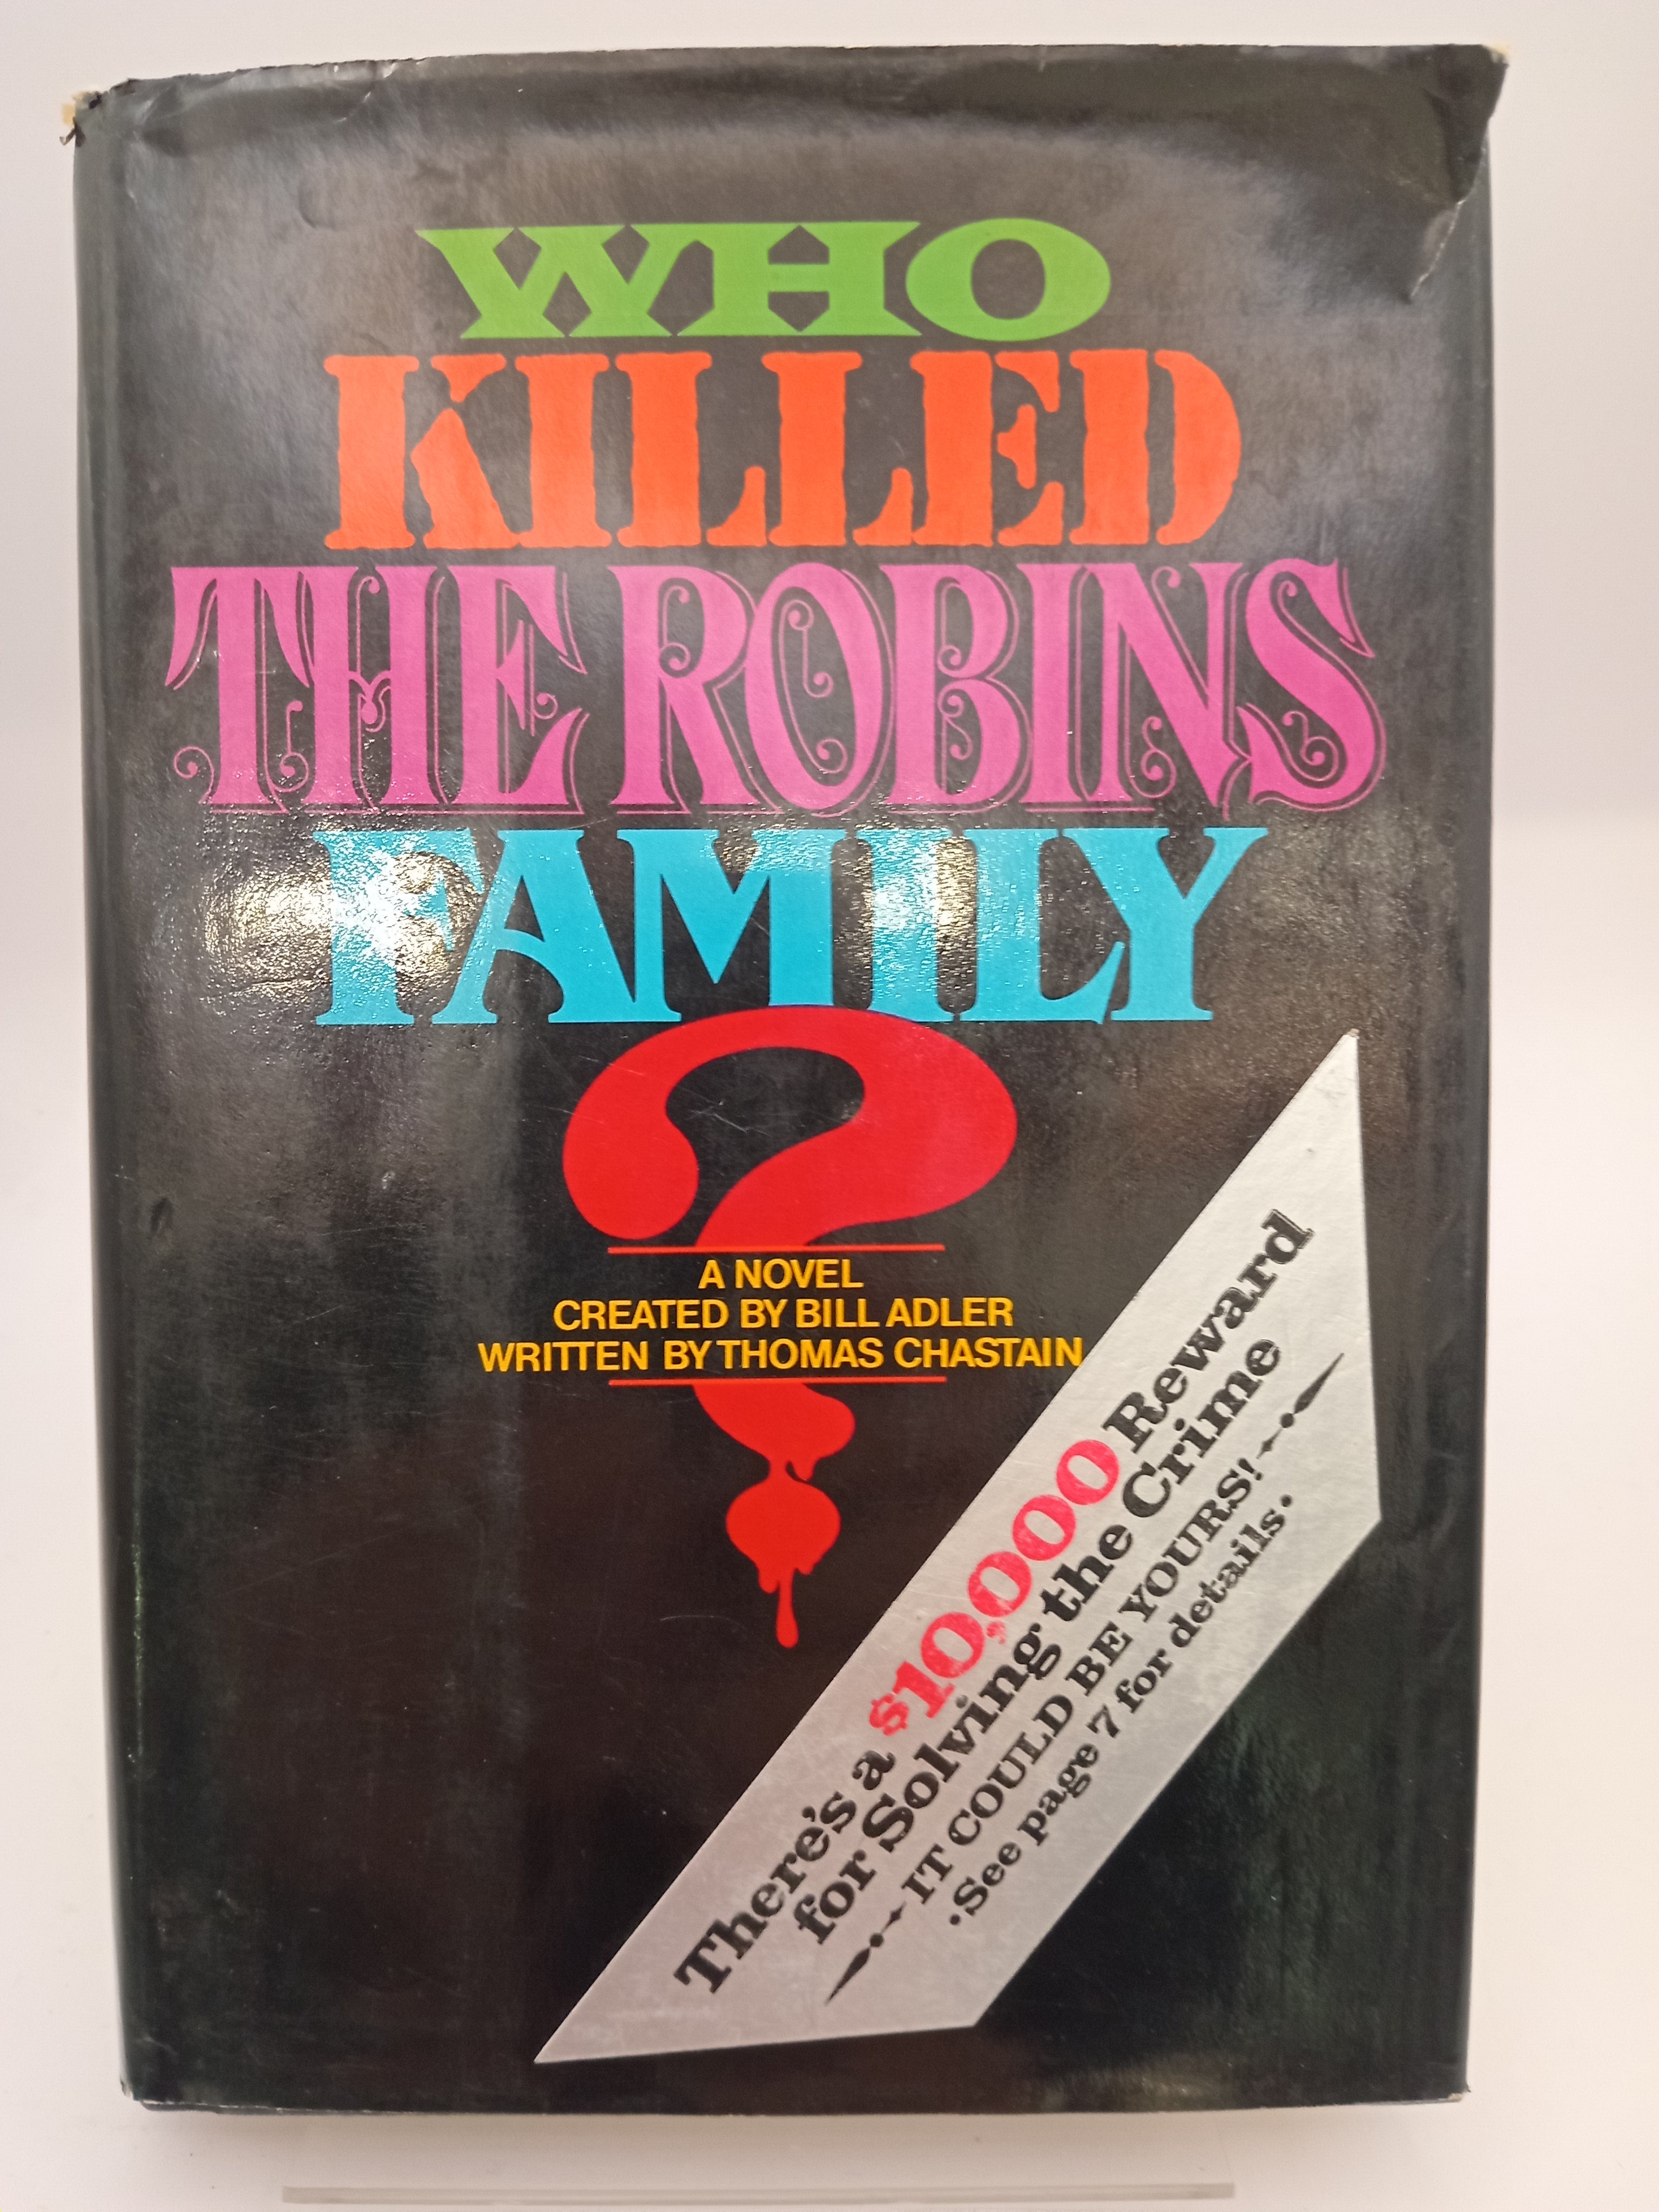 WHO
KILLED
THE ROBINS
FAMILY
?
A NOVEL
CREATED BY BILL ADLER
WRITTEN BY THOMAS CHASTAIN
There's a $10,000 Reward
for Solving the Crime
IT COULD BE YOURS!
•See page 7 for details•